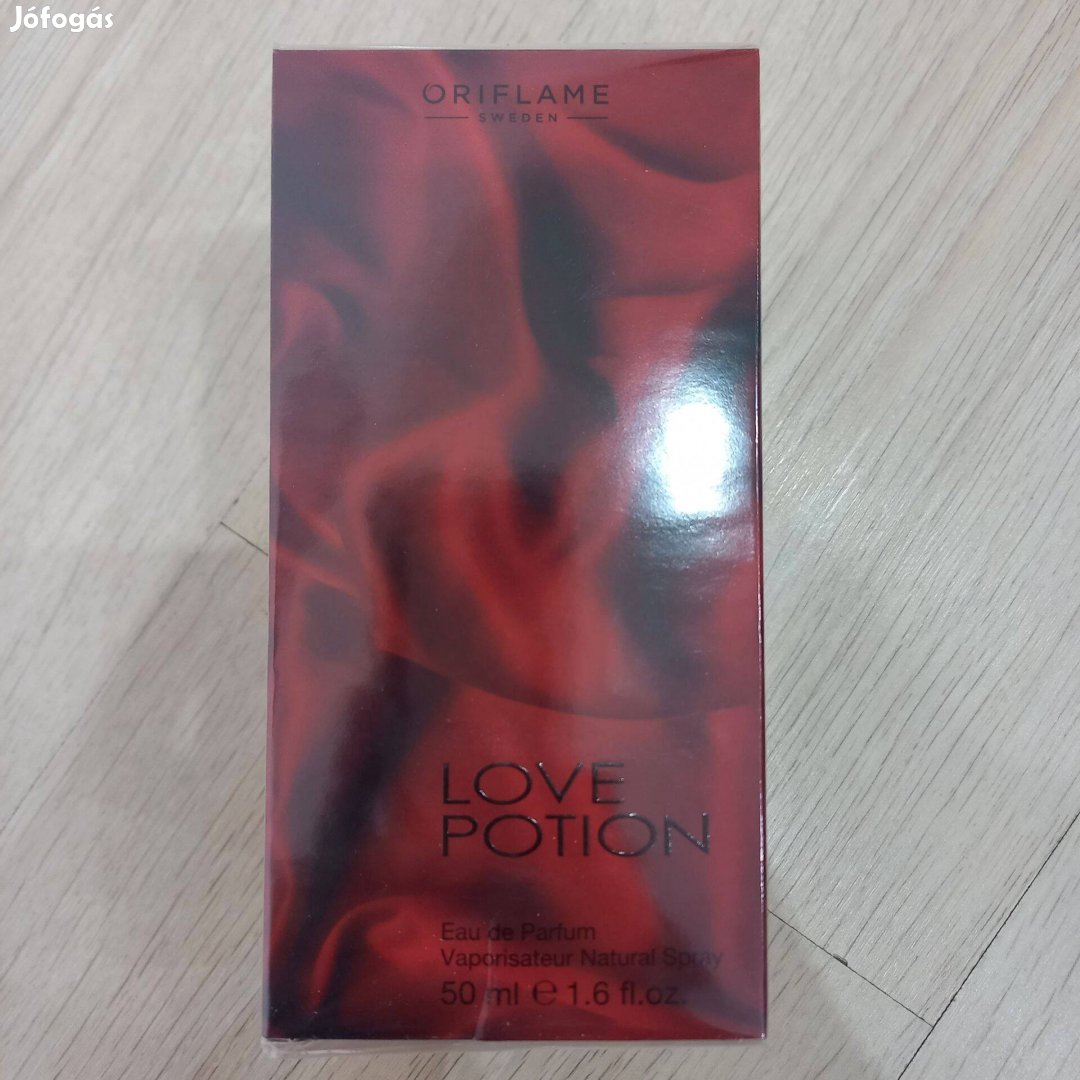 Jófogás
ORIFLAME
SWEDEN
LOVE
POTION
Eau de Parfum
Vaporisateur Natural Spray
50 ml e 1.6 fl.oz.